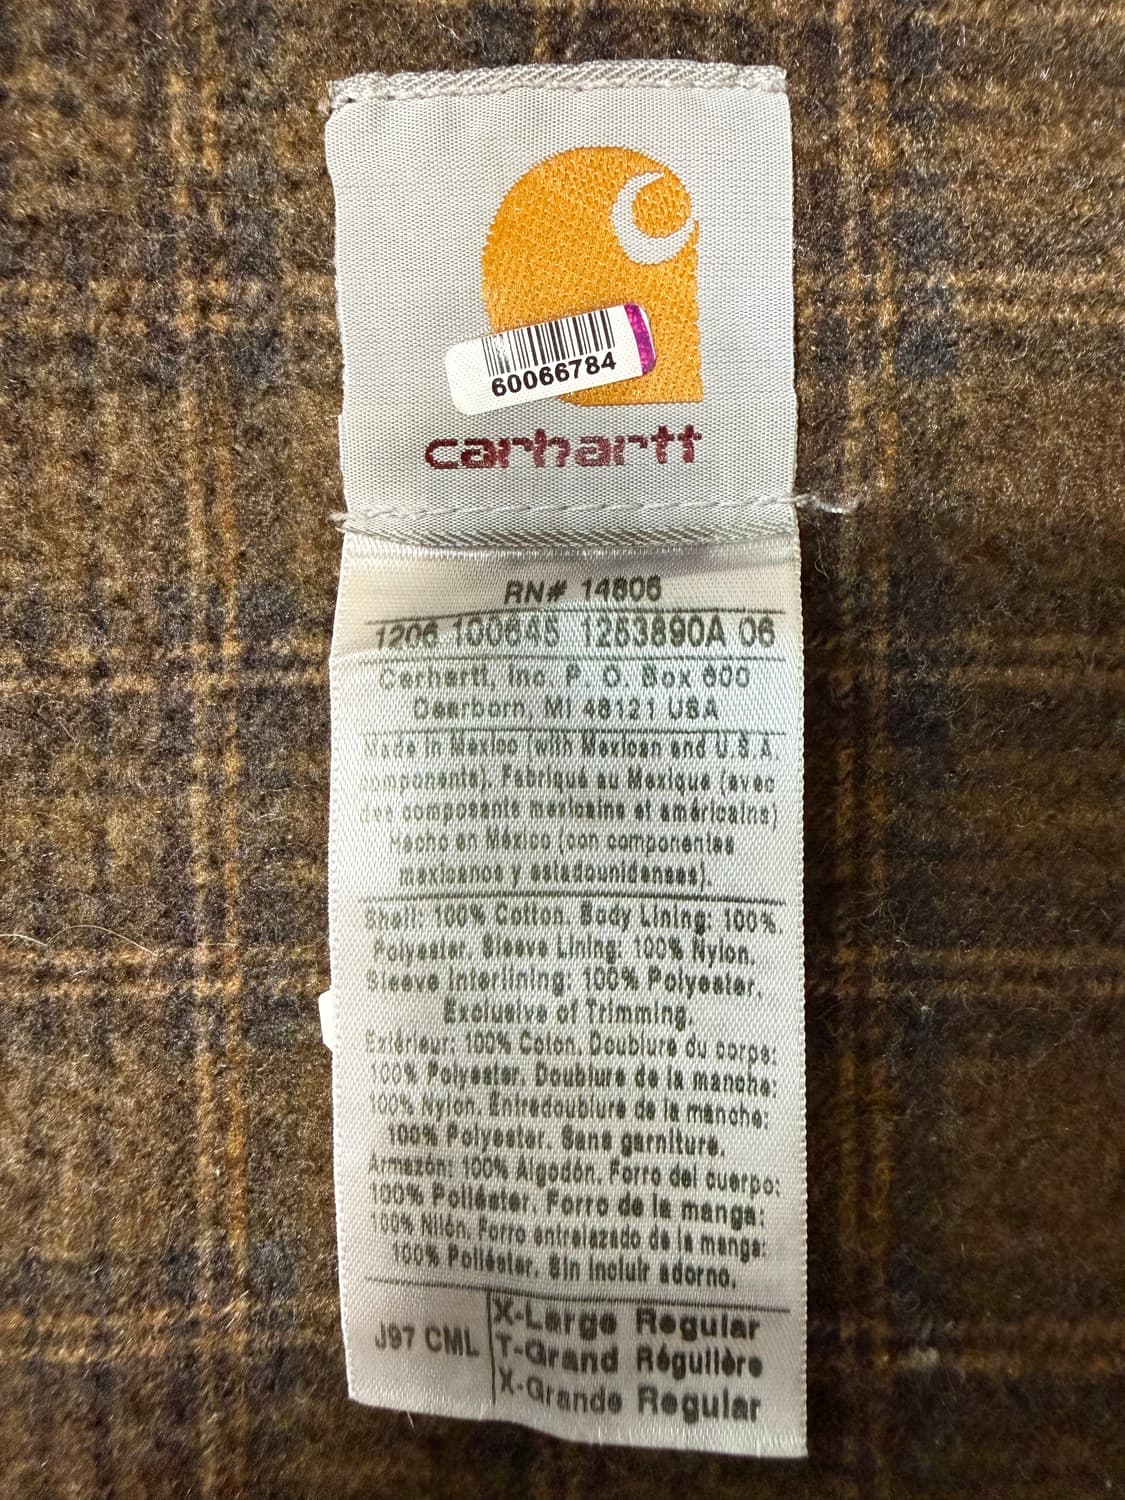 60066784
carhartt
RN# 14806
1206 100645 1253890A 06
Carhartt, Inc. P. O. Box 600
Dearborn, MI 48121 USA
Made in Mexico (with Mexican and U.S.A.
components). Fabriqué au Mexique (avec
des composants mexicains et américains)
Hecho en México (con componentes
mexicanos y estadounidenses).
Shell: 100% Cotton. Body Lining: 100%.
Polyester. Sleeve Lining: 100% Nylon.
Sleeve Interlining: 100% Polyester.
Exclusive of Trimming.
Extérieur: 100% Coton. Doublure du corps:
100% Polyester. Doublure de la manche:
100% Nylon. Entredoublure de la manche:
100% Polyester. Sans garniture.
Armazón: 100% Algodón. Forro del cuerpo:
100% Poliéster. Forro de la manga:
100% Nilón. Forro entrelazado de la manga:
100% Poliéster. Sin incluir adorno.
J97 CML
X-Large Regular
T-Grand Régulière
X-Grande Regular